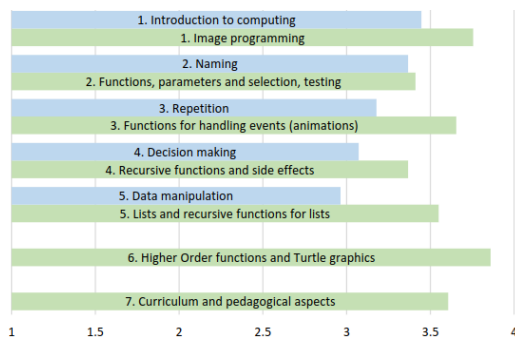 1. Introduction to computing
1. Image programming
2. Naming
2. Functions, parameters and selection, testing
3. Repetition
3. Functions for handling events (animations)
4. Decision making
4. Recursive functions and side effects
5. Data manipulation
5. Lists and recursive functions for lists
6. Higher Order functions and Turtle graphics
7. Curriculum and pedagogical aspects
1 1.5 2 2.5 3 3.5 4